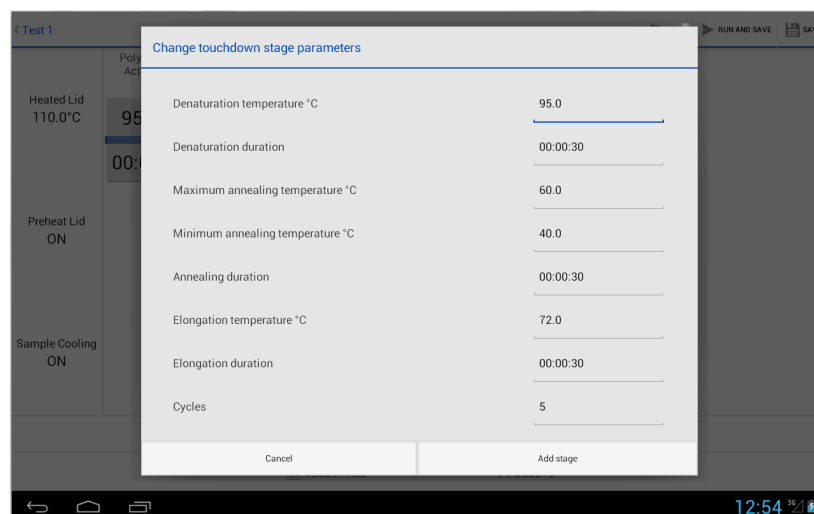 Test 1
RUN AND SAVE
Change touchdown stage parameters
Heated Lid
110.0°C
95
00:
Preheat Lid
ON
Sample Cooling
ON
Denaturation temperature °C 95.0
Denaturation duration 00:00:30
Maximum annealing temperature °C 60.0
Minimum annealing temperature °C 40.0
Annealing duration 00:00:30
Elongation temperature °C 72.0
Elongation duration 00:00:30
Cycles 5
Cancel Add stage
12:54 3G